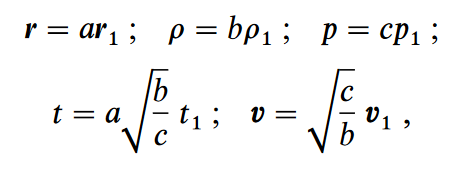 r = ar₁ ; ρ = bρ₁ ; p = cp₁ ;
t = a√(b/c) t₁ ; v = √(c/b) v₁ ,